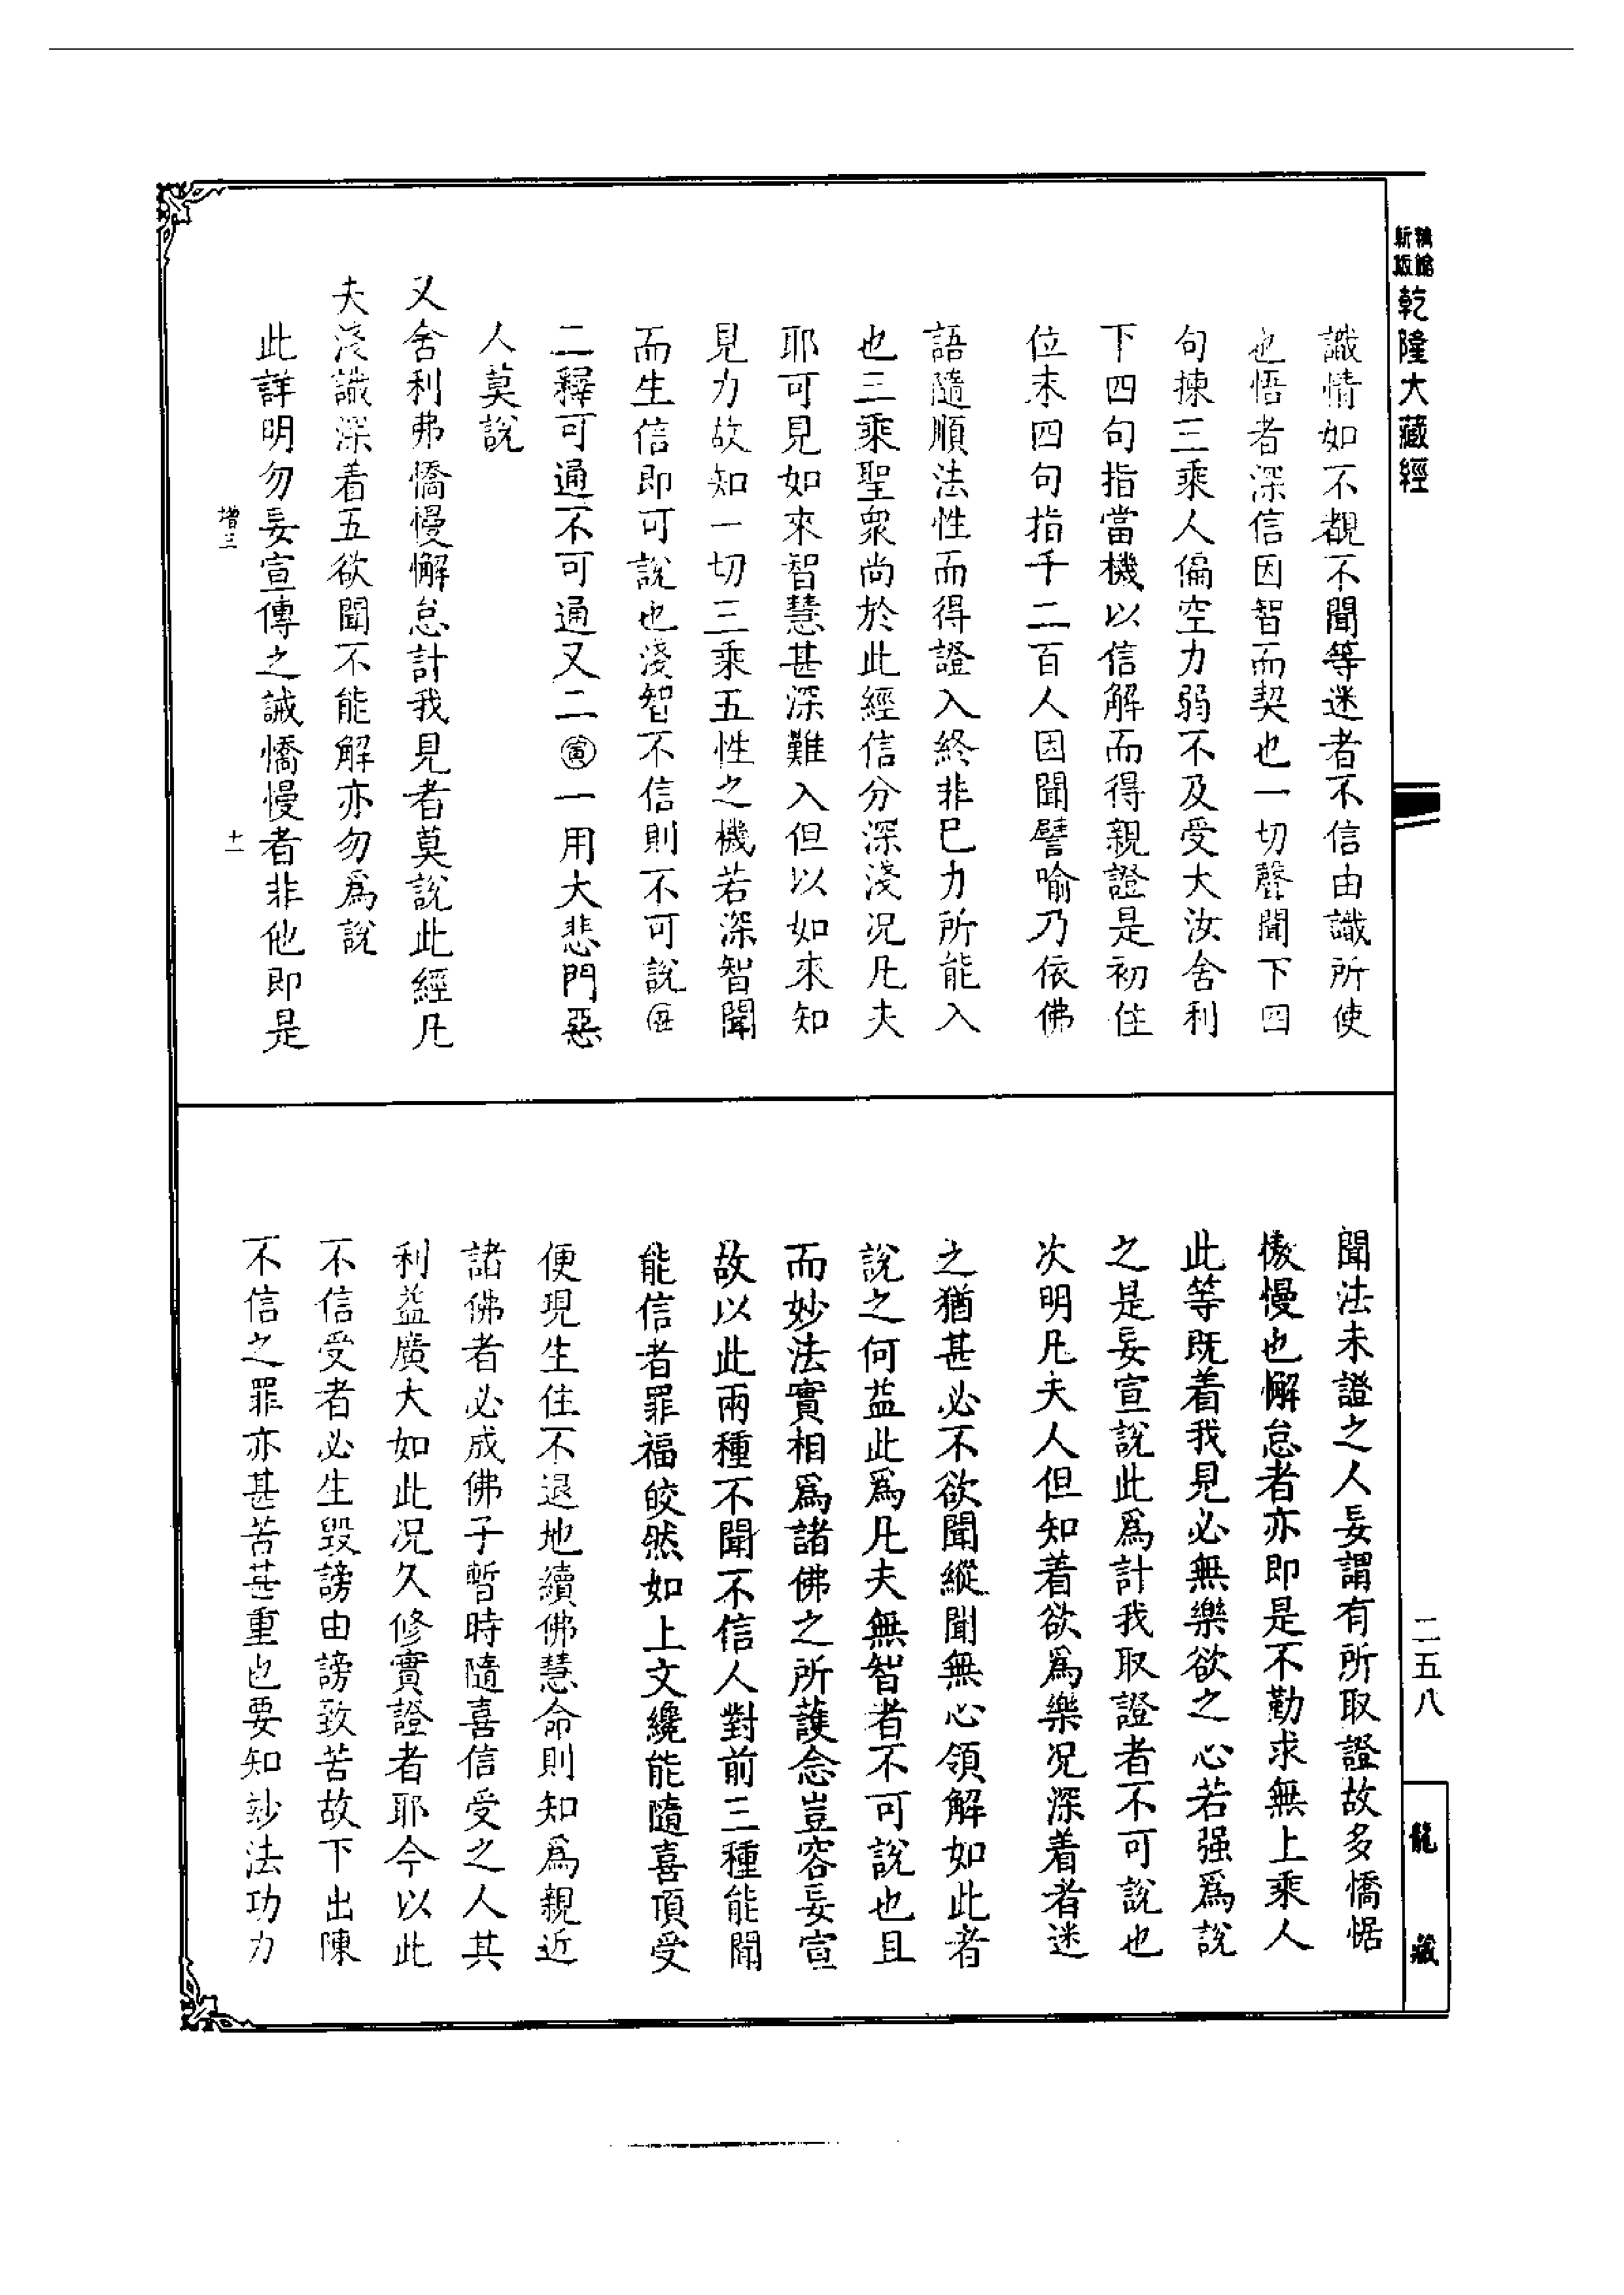 乾隆大藏經
識情如不覩不聞等迷者不信由識所使
也悟者深信因智而契也一切聲聞下四
句揀三乘人偏空力弱不及受大汝舍利
下四句指當機以信解而得親證是初住
位末四句指千二百人因聞譬喻乃依佛
語隨順法性而得證入終非巳力所能入
也三乘聖衆尚於此經信分深淺况凡夫
耶可見如來智慧甚深難入但以如來知
見力故知一切三乘五性之機若深智聞
而生信即可說也淺智不信則不可說
二釋可通不可通又二㊞一用大悲門惡
人莫說
又舍利弗憍慢懈怠計我見者莫說此經凡
夫淺識深着五欲聞不能解亦勿爲說
此詳明勿妄宣傳之誡憍慢者非他即是
增三
十一
聞法未證之人妄謂有所取證故多憍倨
傲慢也懈怠者亦即是不勤求無上乘人
此等既着我見必無樂欲之心若强爲說
之是妄宣說此爲計我取證者不可說也
次明凡夫人但知着欲爲樂况深着者迷
之猶甚必不欲聞縱聞無心領解如此者
說之何益此爲凡夫無智者不可說也且
而妙法實相爲諸佛之所護念豈容妄宣
故以此兩種不聞不信人對前三種能聞
能信者罪福皎然如上文纔能隨喜頂受
便現生住不退地續佛慧命則知爲親近
諸佛者必成佛子暫時隨喜信受之人其
利益廣大如此况久修實證者耶今以此
不信受者必生毀謗由謗致苦故下出陳
不信之罪亦甚苦甚重也要知妙法功力
二五八
龍藏